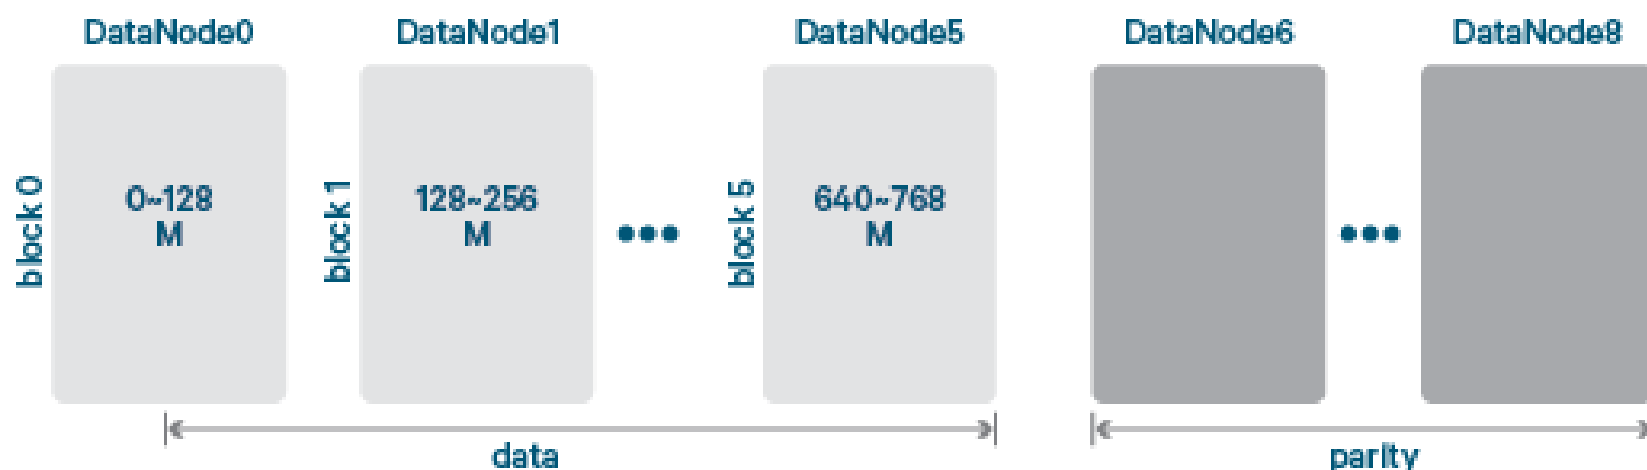 DataNode0
DataNode1
DataNode5
DataNode6
DataNode8
block 0
0~128
M
block 1
128~256
M
•••
block 5
640~768
M
•••
data
parity